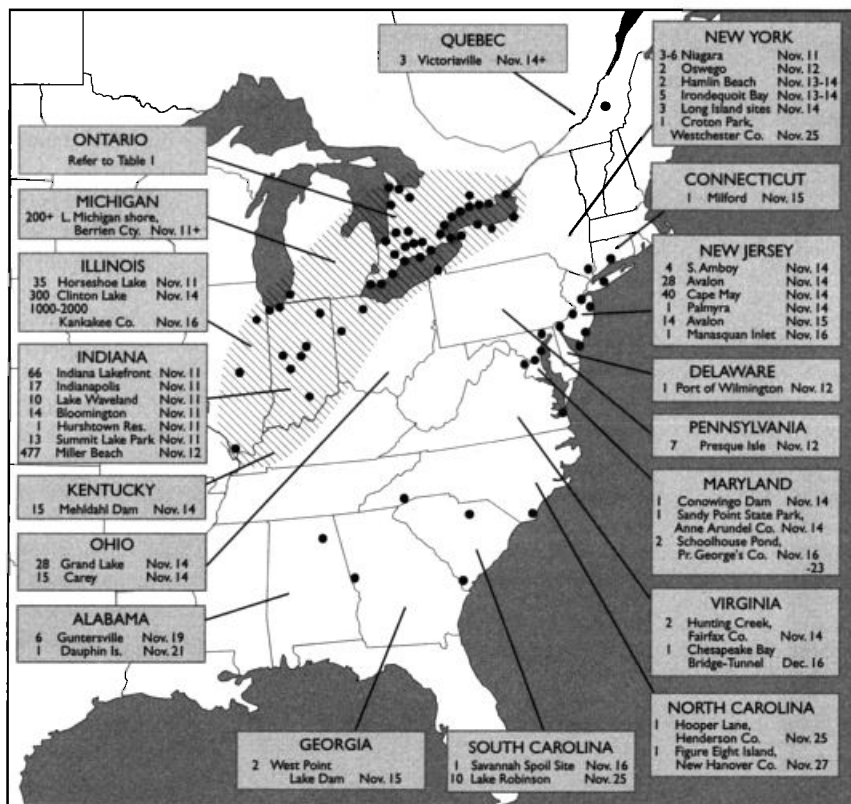 QUEBEC
3 Victoriaville Nov. 14+
NEW YORK
3-6 Niagara Nov. 11
2 Oswego Nov. 12
2 Hamlin Beach Nov. 13-14
5 Irondequoit Bay Nov. 13-14
3 Long Island sites Nov. 14
1 Croton Park,
Westchester Co. Nov. 25
ONTARIO
Refer to Table 1
CONNECTICUT
1 Milford Nov. 15
MICHIGAN
200+ L. Michigan shore,
Berrien Cty. Nov. 11+
NEW JERSEY
4 S. Amboy Nov. 14
28 Avalon Nov. 14
40 Cape May Nov. 14
1 Palmyra Nov. 14
14 Avalon Nov. 15
1 Manasquan Inlet Nov. 16
ILLINOIS
35 Horseshoe Lake Nov. 11
300 Clinton Lake Nov. 14
1000-2000
Kankakee Co. Nov. 16
INDIANA
66 Indiana Lakefront Nov. 11
17 Indianapolis Nov. 11
10 Lake Waveland Nov. 11
14 Bloomington Nov. 11
1 Hurshtown Res. Nov. 11
13 Summit Lake Park Nov. 11
477 Miller Beach Nov. 12
DELAWARE
1 Port of Wilmington Nov. 12
PENNSYLVANIA
7 Presque Isle Nov. 12
KENTUCKY
15 Mehldahl Dam Nov. 14
MARYLAND
1 Conowingo Dam Nov. 14
1 Sandy Point State Park,
Anne Arundel Co. Nov. 14
2 Schoolhouse Pond,
Pr. George's Co. Nov. 16
-23
OHIO
28 Grand Lake Nov. 14
15 Carey Nov. 14
VIRGINIA
2 Hunting Creek,
Fairfax Co. Nov. 14
1 Chesapeake Bay
Bridge-Tunnel Dec. 16
ALABAMA
6 Guntersville Nov. 19
1 Dauphin Is. Nov. 21
NORTH CAROLINA
1 Hooper Lane,
Henderson Co. Nov. 25
1 Figure Eight Island,
New Hanover Co. Nov. 27
GEORGIA
2 West Point
Lake Dam Nov. 15
SOUTH CAROLINA
1 Savannah Spoil Site Nov. 16
10 Lake Robinson Nov. 25